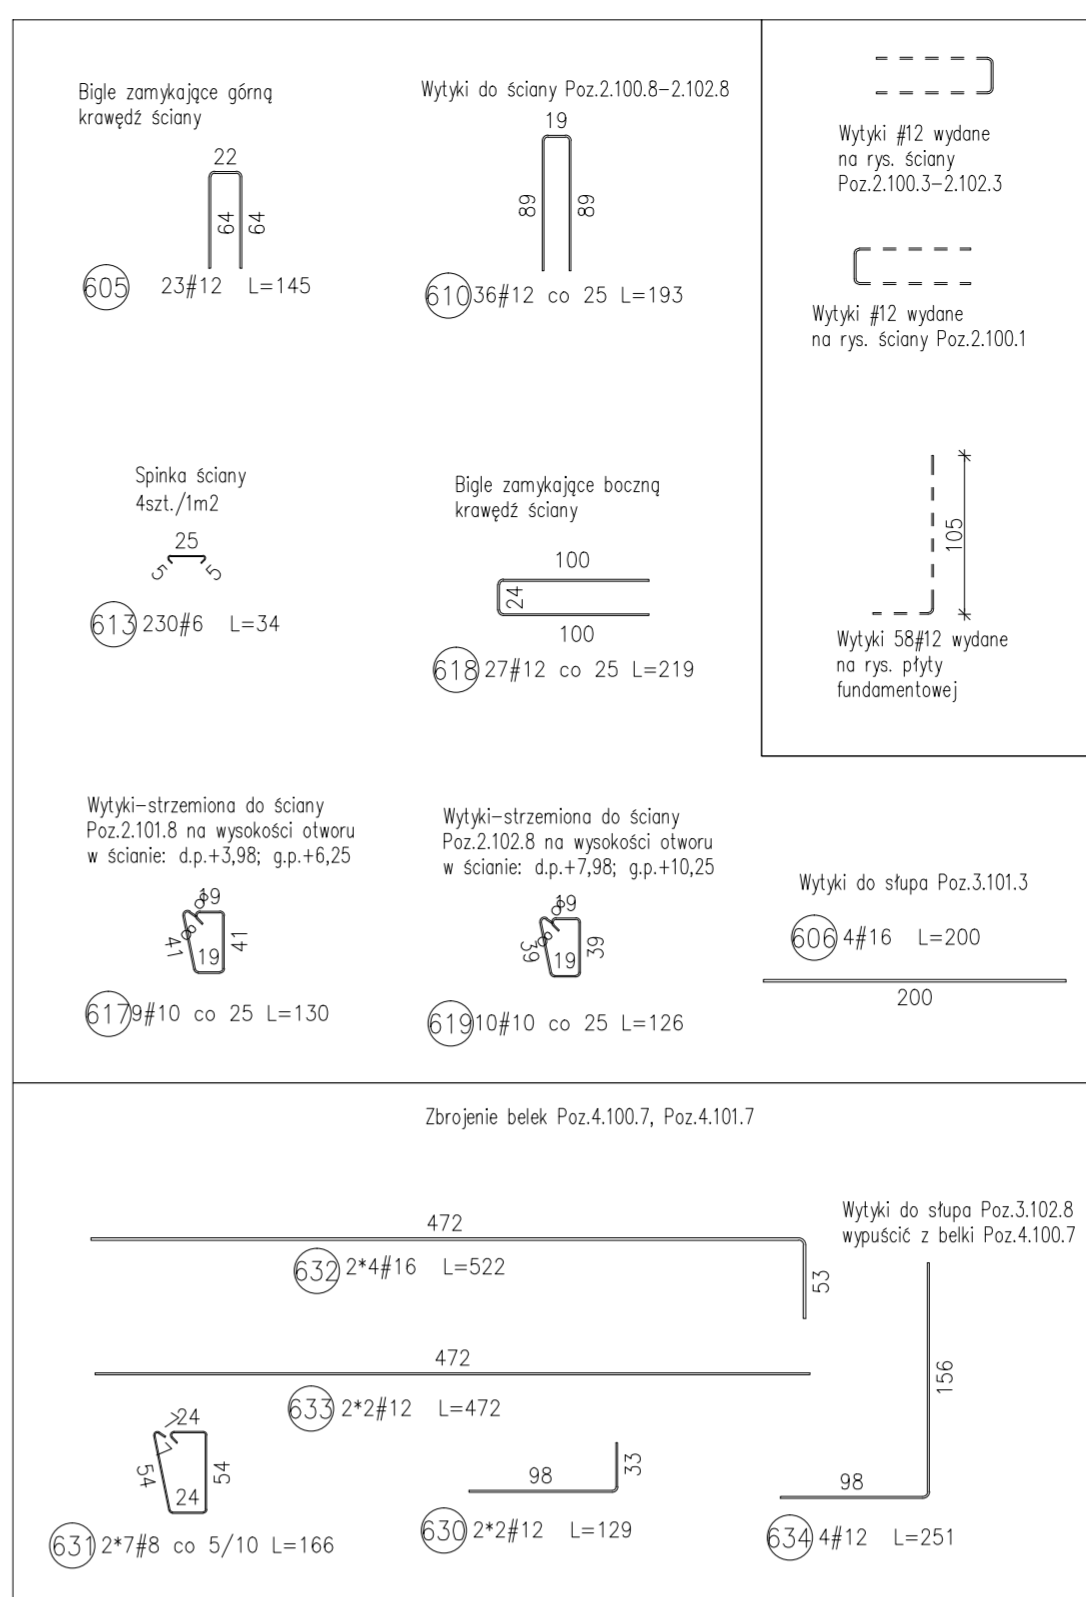 Bigle zamykające górną
krawędź ściany
22
64
64
605 23#12 L=145
Wytyki do ściany Poz.2.100.8-2.102.8
19
89
89
610 36#12 co 25 L=193
Wytyki #12 wydane
na rys. ściany
Poz.2.100.3-2.102.3
Wytyki #12 wydane
na rys. ściany Poz.2.100.1
Spinka ściany
4szt./1m2
25
5
5
613 230#6 L=34
Bigle zamykające boczną
krawędź ściany
100
24
100
618 27#12 co 25 L=219
105
Wytyki 58#12 wydane
na rys. płyty
fundamentowej
Wytyki-strzemiona do ściany
Poz.2.101.8 na wysokości otworu
w ścianie: d.p.+3,98; g.p.+6,25
19
8
8
41
41
19
617 9#10 co 25 L=130
Wytyki-strzemiona do ściany
Poz.2.102.8 na wysokości otworu
w ścianie: d.p.+7,98; g.p.+10,25
19
8
8
39
39
19
619 10#10 co 25 L=126
Wytyki do słupa Poz.3.101.3
606 4#16 L=200
200
Zbrojenie belek Poz.4.100.7, Poz.4.101.7
472
632 2*4#16 L=522
53
Wytyki do słupa Poz.3.102.8
wypuścić z belki Poz.4.100.7
156
472
633 2*2#12 L=472
24
7
7
54
54
24
631 2*7#8 co 5/10 L=166
98
33
630 2*2#12 L=129
98
634 4#12 L=251